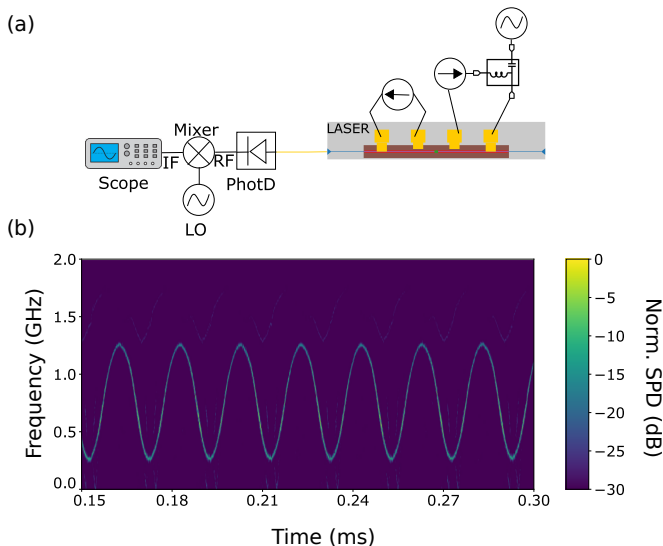 (a)
LASER
Mixer
IF
RF
Scope
PhotD
LO
(b)
2.0
1.5
1.0
0.5
0.0
0.15
0.18
0.21
0.24
0.27
0.30
Frequency (GHz)
Time (ms)
0
−5
−10
−15
−20
−25
−30
Norm. SPD (dB)